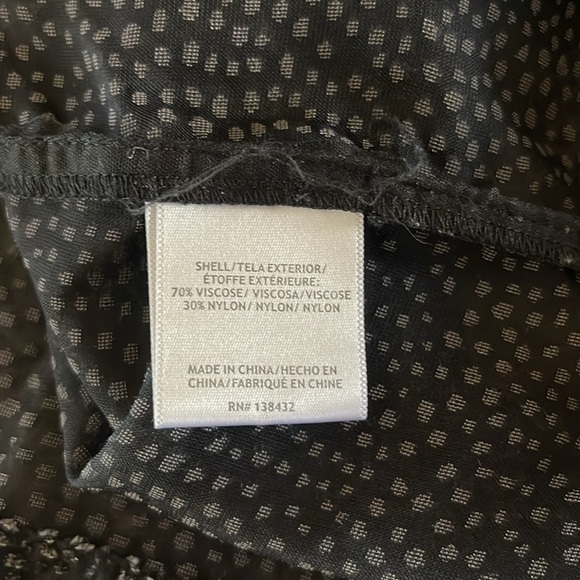 SHELL/TELA EXTERIOR/
ÉTOFFE EXTÉRIEURE:
70% VISCOSE/ VISCOSA/VISCOSE
30% NYLON/ NYLON/ NYLON
MADE IN CHINA/HECHO EN
CHINA/FABRIQUÉ EN CHINE
RN# 138432